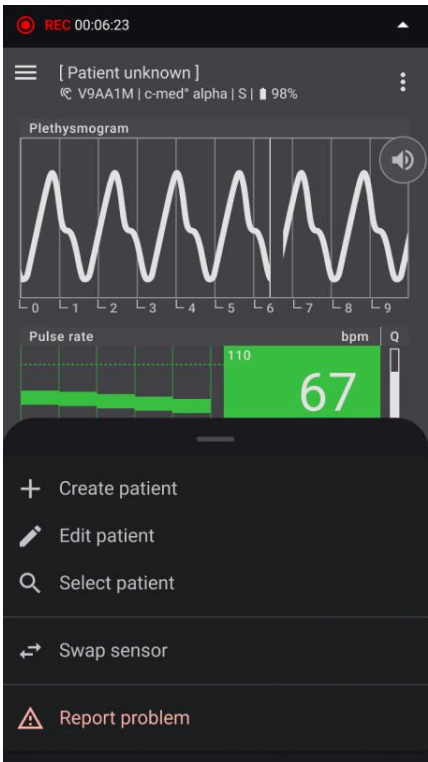 REC 00:06:23
[ Patient unknown ]
V9AA1M | c-med° alpha | S | 98%
Plethysmogram
0 1 2 3 4 5 6 7 8 9
Pulse rate bpm Q
110
67
Create patient
Edit patient
Select patient
Swap sensor
Report problem